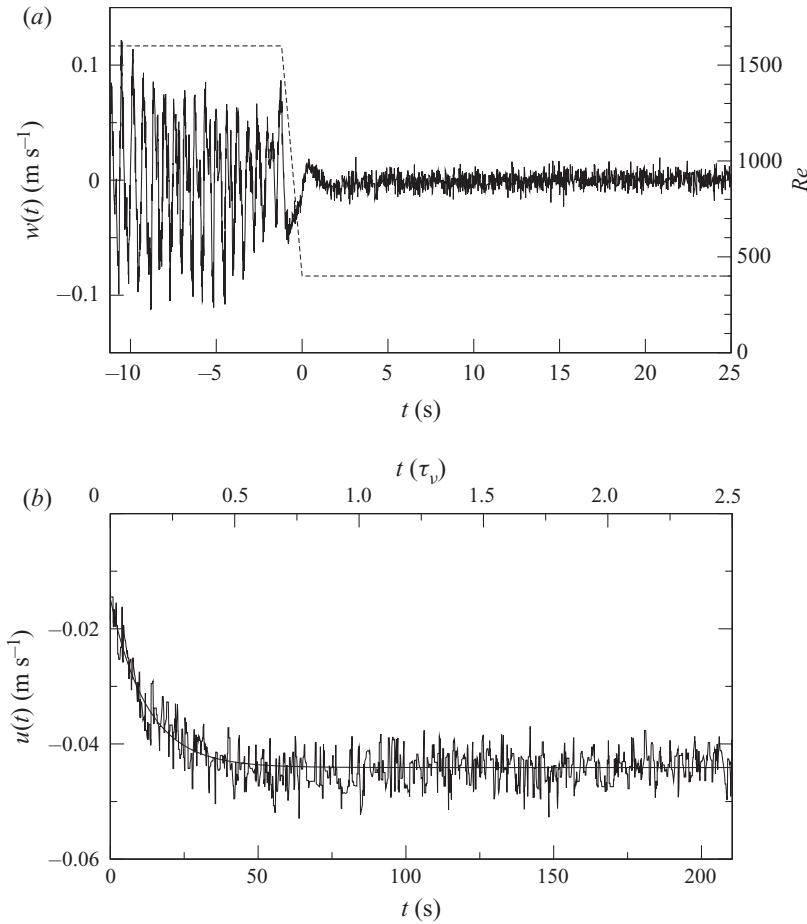 (a)
0.1
0
–0.1
w(t) (m s⁻¹)
1500
1000
500
0
Re
–10 –5 0 5 10 15 20 25
t (s)
t (τᵥ)
(b)
0 0.5 1.0 1.5 2.0 2.5
–0.02
–0.04
–0.06
u(t) (m s⁻¹)
0 50 100 150 200
t (s)